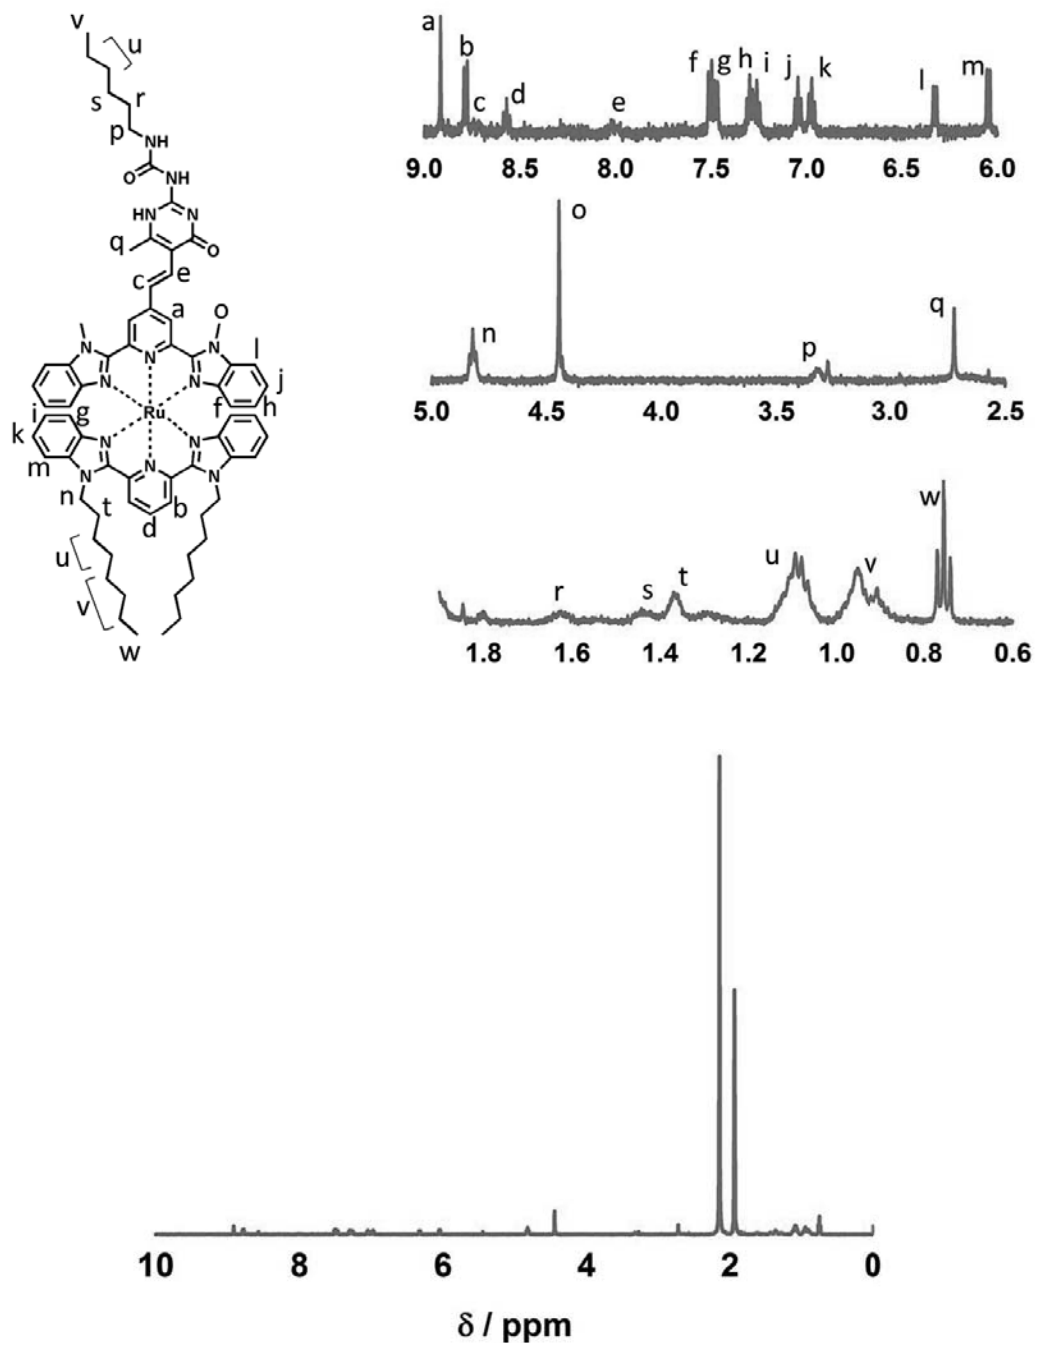 v
u
s
r
p
NH
O
NH
HN
N
q
O
c
e
a
o
N
N
N
l
N
N
j
i
g
Ru
f
h
k
N
N
m
N
N
N
n
t
d
b
u
v
w
a
b
c
d
e
f
g
h
i
j
k
l
m
9.0 8.5 8.0 7.5 7.0 6.5 6.0
o
n
p
q
5.0 4.5 4.0 3.5 3.0 2.5
r
s
t
u
v
w
1.8 1.6 1.4 1.2 1.0 0.8 0.6
10 8 6 4 2 0
δ / ppm